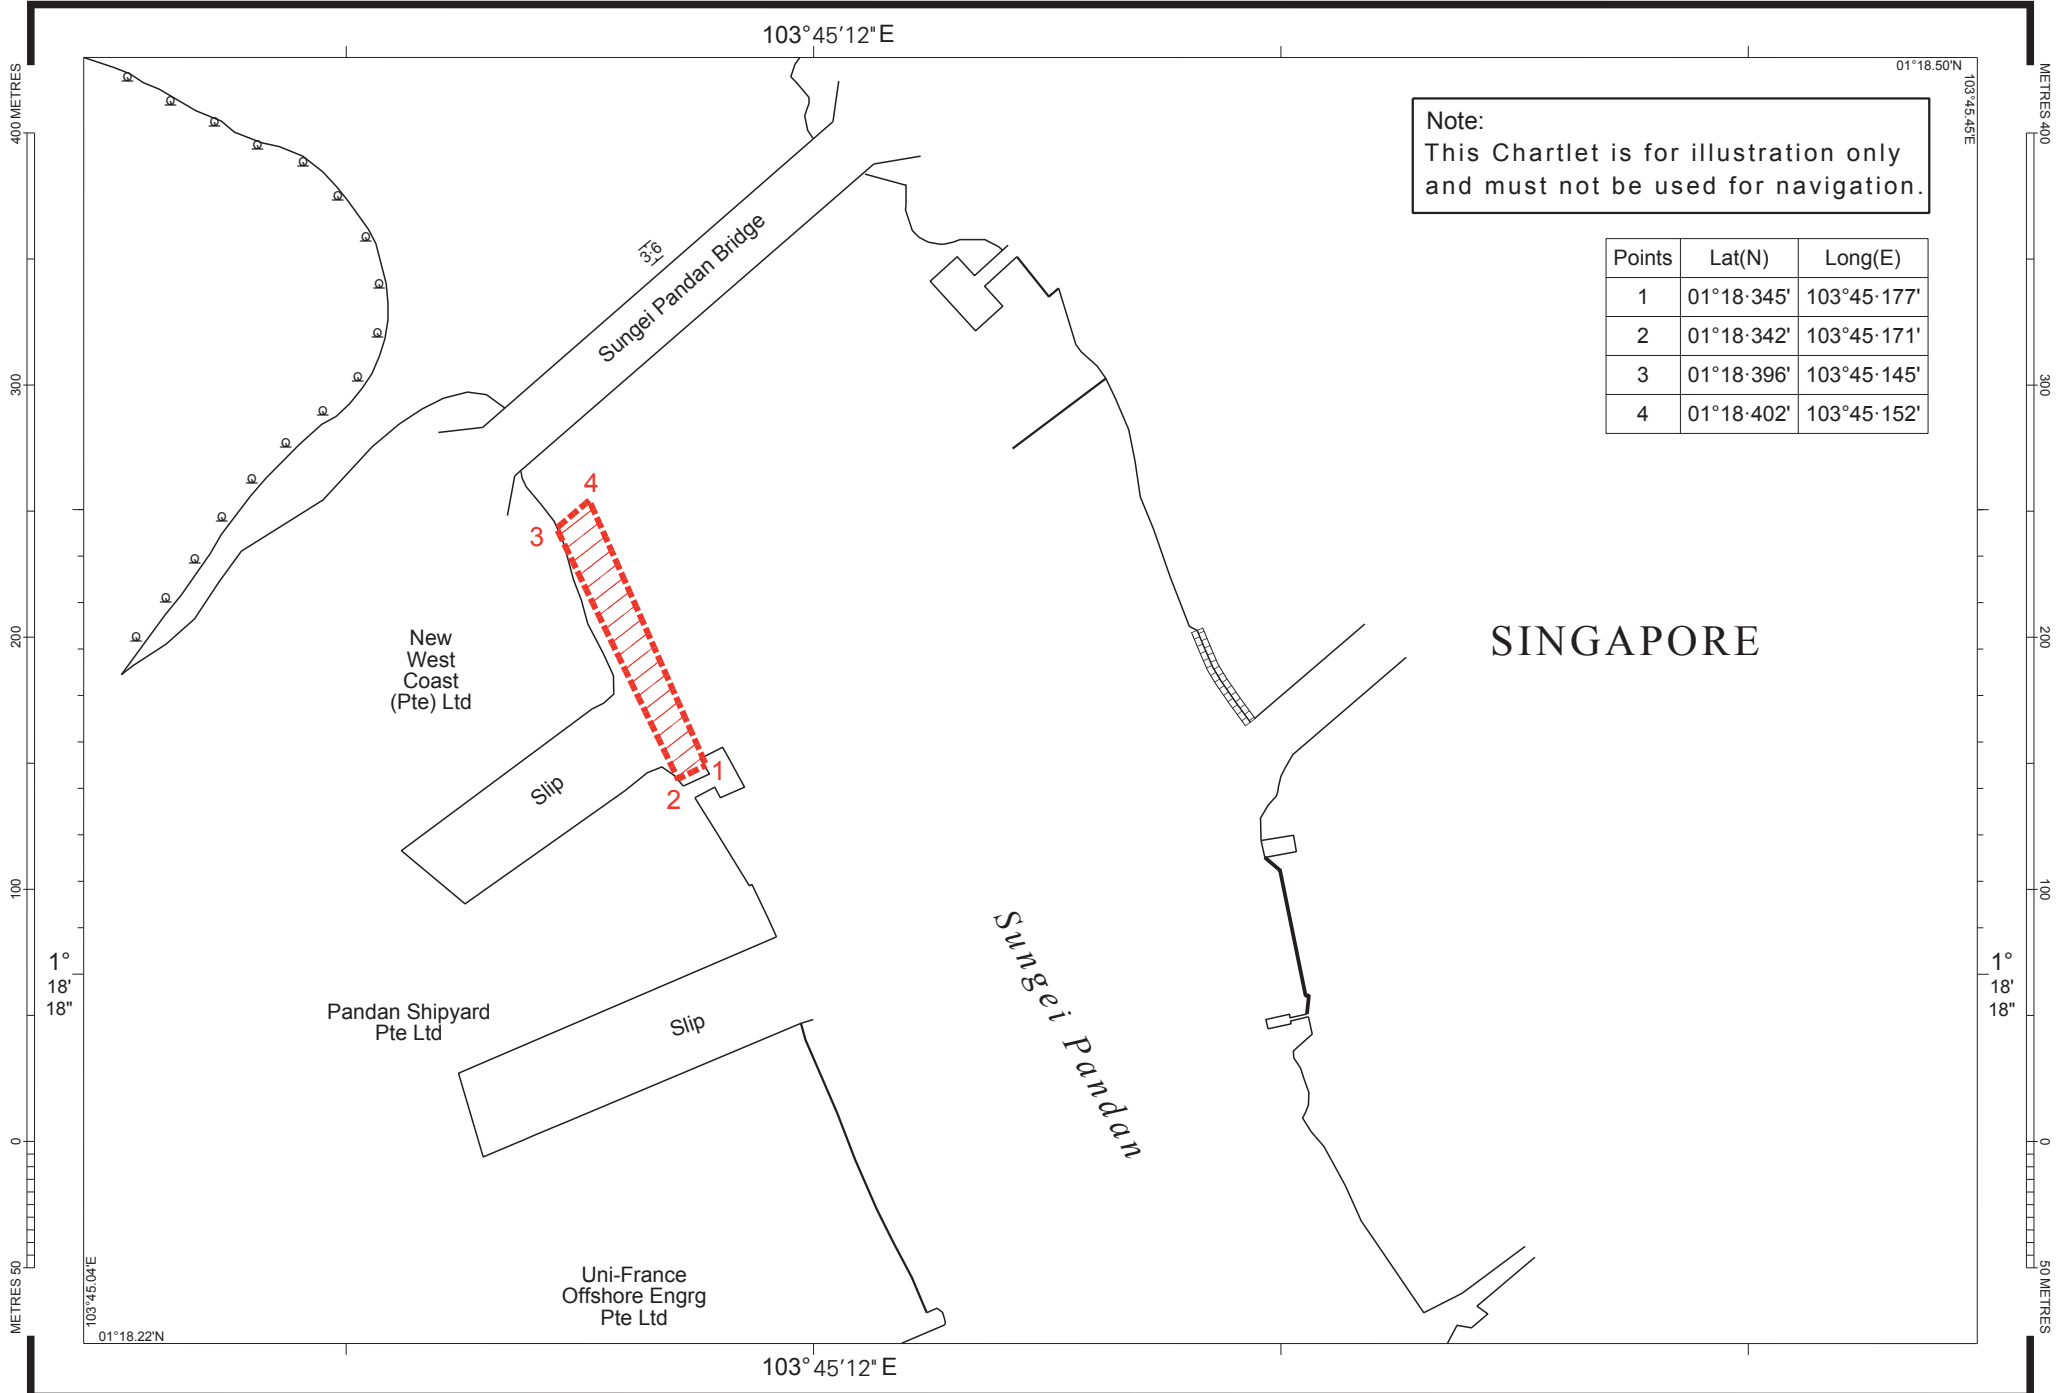 103°45'12" E
01°18.50'N
103°45.45'E
METRES
400
300
200
100
0
50
METRES
METRES
400
300
200
100
0
50
METRES
Note:
This Chartlet is for illustration only
and must not be used for navigation.
Points Lat(N) Long(E)
1 01°18·345' 103°45·177'
2 01°18·342' 103°45·171'
3 01°18·396' 103°45·145'
4 01°18·402' 103°45·152'
3·6
Sungei Pandan Bridge
4
3
1
2
New
West
Coast
(Pte) Ltd
SINGAPORE
Slip
Sungei Pandan
1°
18'
18"
1°
18'
18"
Pandan Shipyard
Pte Ltd
Slip
Uni-France
Offshore Engrg
Pte Ltd
103°45.04'E
01°18.22'N
103°45'12" E